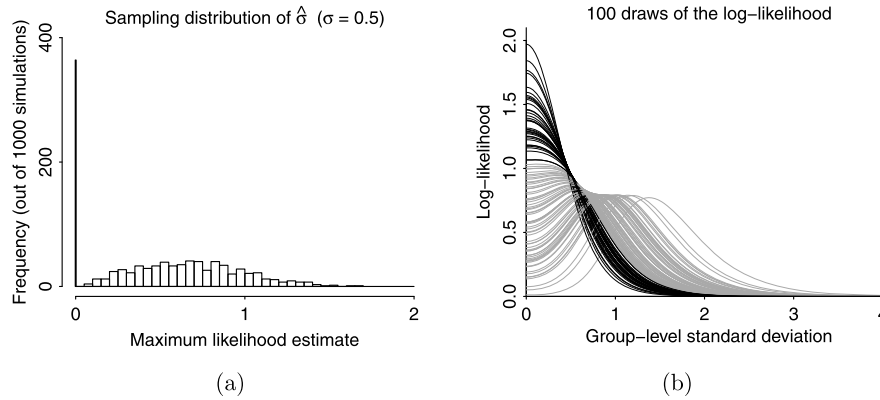 Sampling distribution of σ̂ (σ = 0.5)
Frequency (out of 1000 simulations)
400
200
0
0 1 2
Maximum likelihood estimate
(a)
100 draws of the log−likelihood
Log−likelihood
2.0
1.5
1.0
0.5
0.0
0 1 2 3 4
Group−level standard deviation
(b)